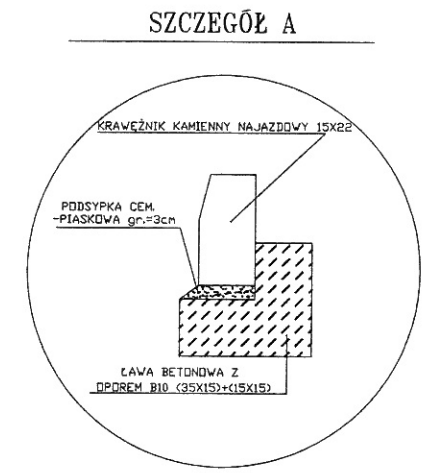 SZCZEGÓŁ A
KRAWĘŻNIK KAMIENNY NAJAZDOWY 15X22
PODSYPKA CEM.
-PIASKOWA gr.=3cm
ŁAWA BETONOWA Z
OPOREM B10 (35X15)+(15X15)